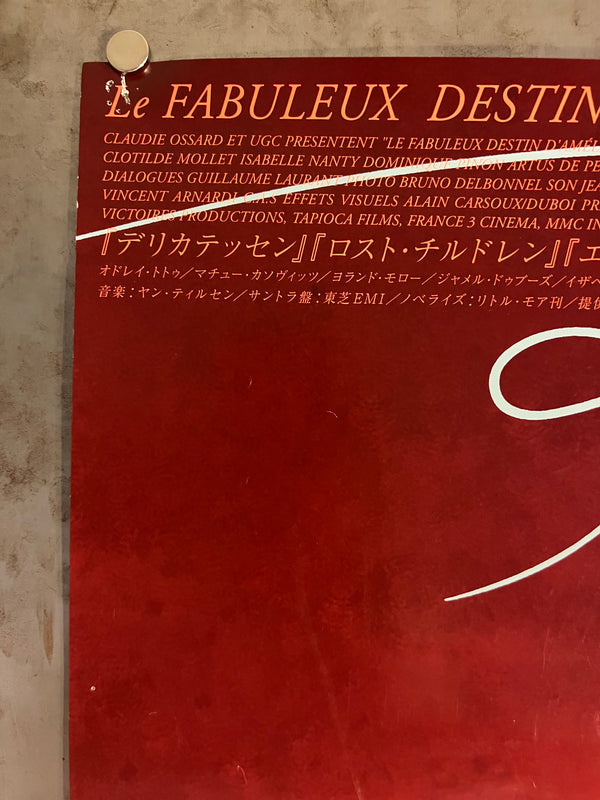 Le FABULEUX DESTIN
CLAUDIE OSSARD ET UGC PRESENTENT "LE FABULEUX DESTIN D'AMÉL
CLOTILDE MOLLET ISABELLE NANTY DOMINIQUE PINON ARTUS DE PE
DIALOGUES GUILLAUME LAURANT PHOTO BRUNO DELBONNEL SON JEA
VINCENT ARNARDI C.A.S EFFETS VISUELS ALAIN CARSOUX/DUBOI PR
VICTOIRES PRODUCTIONS, TAPIOCA FILMS, FRANCE 3 CINEMA, MMC IN
『デリカテッセン』『ロスト・チルドレン』『エ
オドレイ・トトゥ／マチュー・カソヴィッツ／ヨランド・モロー／ジャメル・ドゥブーズ／イザベ
音楽：ヤン・ティルセン／サントラ盤：東芝EMI／ノベライズ：リトル・モア刊／提供